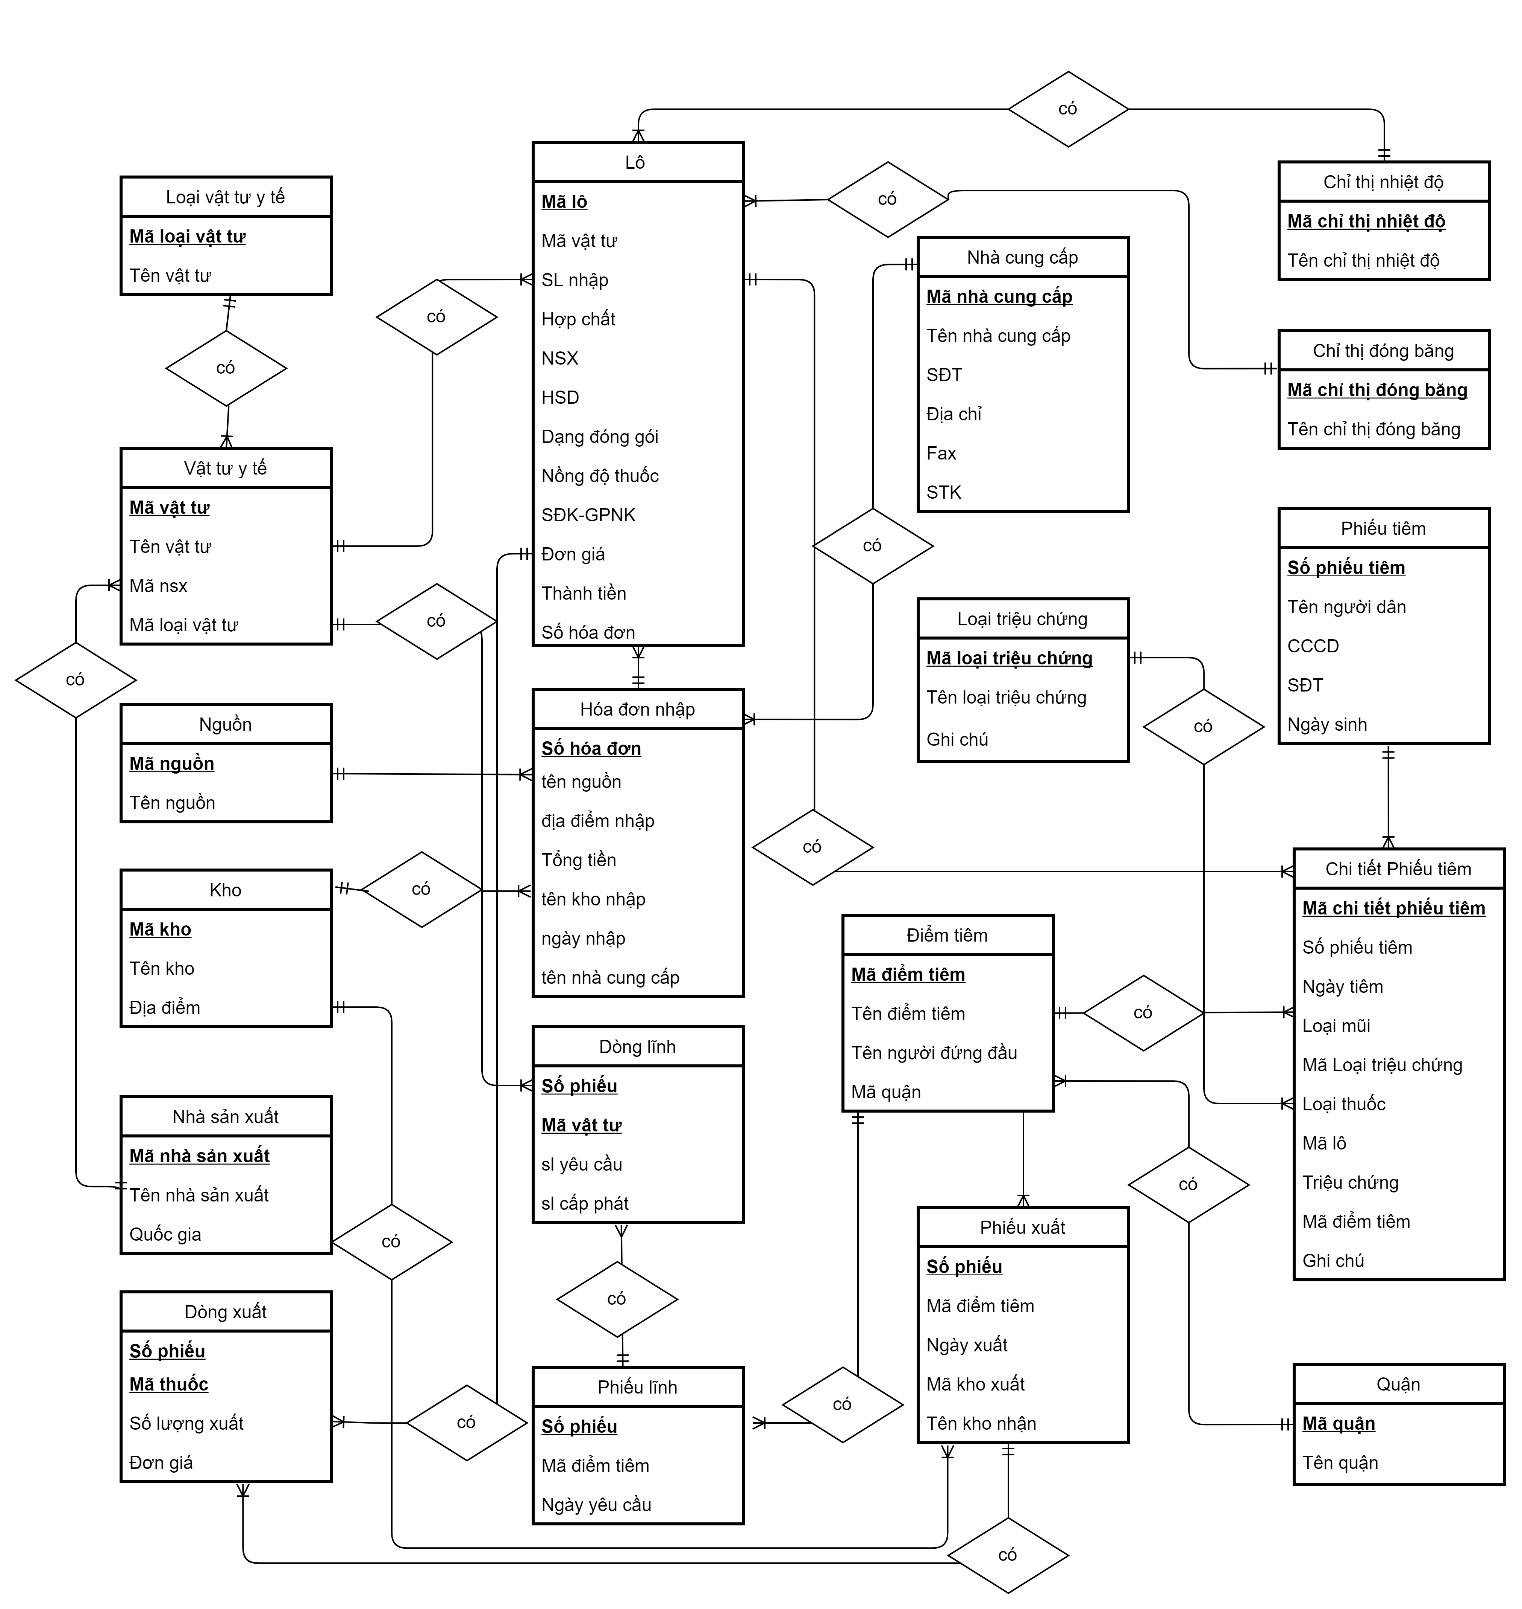 có
Lô
Mã lô
Mã vật tư
SL nhập
Hợp chất
NSX
HSD
Dạng đóng gói
Nồng độ thuốc
SĐK-GPNK
Đơn giá
Thành tiền
Số hóa đơn
có
Chỉ thị nhiệt độ
Mã chỉ thị nhiệt độ
Tên chỉ thị nhiệt độ
Loại vật tư y tế
Mã loại vật tư
Tên vật tư
có
Nhà cung cấp
Mã nhà cung cấp
Tên nhà cung cấp
SĐT
Địa chỉ
Fax
STK
có
Chỉ thị đóng băng
Mã chỉ thị đóng băng
Tên chỉ thị đóng băng
Vật tư y tế
Mã vật tư
Tên vật tư
Mã nsx
Mã loại vật tư
có
có
có
Phiếu tiêm
Số phiếu tiêm
Tên người dân
CCCD
SĐT
Ngày sinh
Loại triệu chứng
Mã loại triệu chứng
Tên loại triệu chứng
Ghi chú
có
có
Nguồn
Mã nguồn
Tên nguồn
Hóa đơn nhập
Số hóa đơn
tên nguồn
địa điểm nhập
Tổng tiền
tên kho nhập
ngày nhập
tên nhà cung cấp
có
Kho
Mã kho
Tên kho
Địa điểm
có
Chi tiết Phiếu tiêm
Mã chi tiết phiếu tiêm
Số phiếu tiêm
Ngày tiêm
Loại mũi
Mã Loại triệu chứng
Loại thuốc
Mã lô
Triệu chứng
Mã điểm tiêm
Ghi chú
Điểm tiêm
Mã điểm tiêm
Tên điểm tiêm
Tên người đứng đầu
Mã quận
có
Dòng lĩnh
Số phiếu
Mã vật tư
sl yêu cầu
sl cấp phát
Nhà sản xuất
Mã nhà sản xuất
Tên nhà sản xuất
Quốc gia
có
có
Phiếu xuất
Số phiếu
Mã điểm tiêm
Ngày xuất
Mã kho xuất
Tên kho nhận
Dòng xuất
Số phiếu
Mã thuốc
Số lượng xuất
Đơn giá
có
có
Phiếu lĩnh
Số phiếu
Mã điểm tiêm
Ngày yêu cầu
có
Quận
Mã quận
Tên quận
có